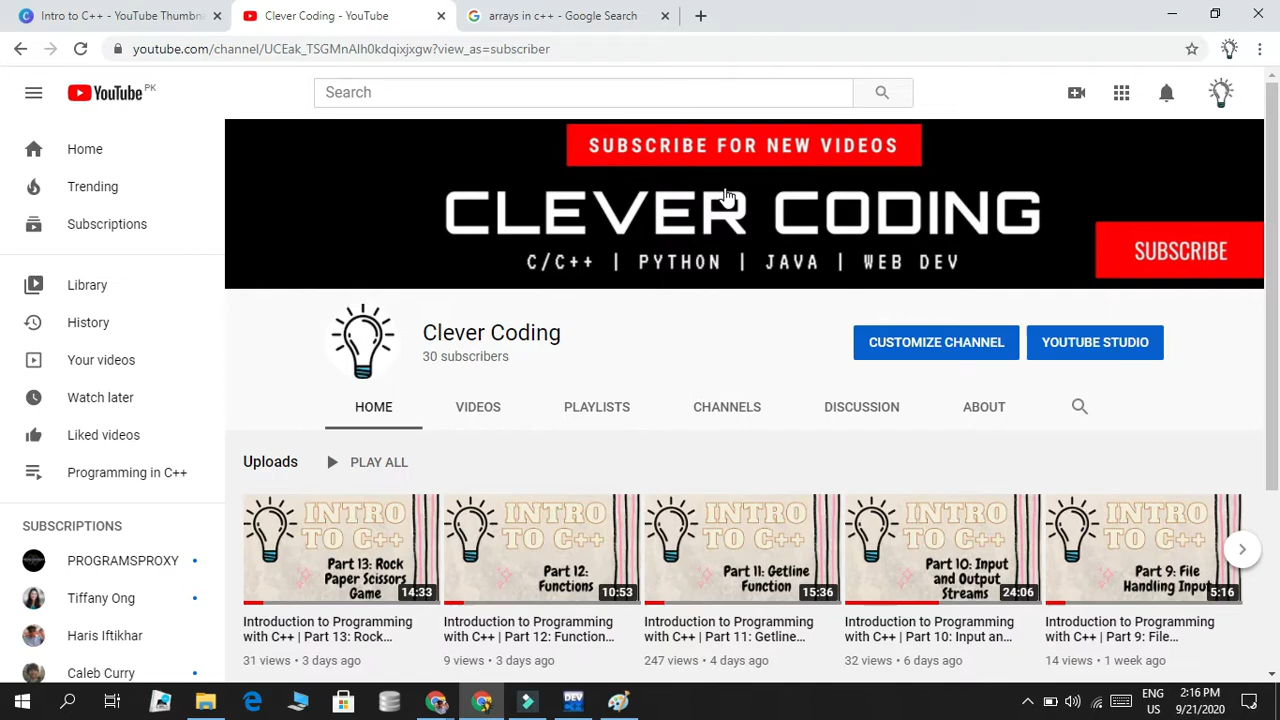 Intro to C++ - YouTube Thumbna
Clever Coding - YouTube
arrays in c++ - Google Search
youtube.com/channel/UCEak_TSGMnAlh0kdqixjxgw?view_as=subscriber
YouTube PK
Search
Home
Trending
Subscriptions
Library
History
Your videos
Watch later
Liked videos
Programming in C++
SUBSCRIPTIONS
PROGRAMSPROXY
Tiffany Ong
Haris Iftikhar
Caleb Curry
SUBSCRIBE FOR NEW VIDEOS
CLEVER CODING
C/C++ | PYTHON | JAVA | WEB DEV
SUBSCRIBE
Clever Coding
30 subscribers
CUSTOMIZE CHANNEL
YOUTUBE STUDIO
HOME
VIDEOS
PLAYLISTS
CHANNELS
DISCUSSION
ABOUT
Uploads
PLAY ALL
INTRO
TO C++
Part 13: Rock
Paper Scissors
Game
14:33
Introduction to Programming
with C++ | Part 13: Rock...
31 views • 3 days ago
INTRO
TO C++
Part 12:
Functions
10:53
Introduction to Programming
with C++ | Part 12: Function...
9 views • 3 days ago
INTRO
TO C++
Part 11: Getline
Function
15:36
Introduction to Programming
with C++ | Part 11: Getline...
247 views • 4 days ago
INTRO
TO C++
Part 10: Input
and Output
Streams
24:06
Introduction to Programming
with C++ | Part 10: Input an...
32 views • 6 days ago
INTRO
TO C++
Part 9: File
Handling Input
5:16
Introduction to Programming
with C++ | Part 9: File...
14 views • 1 week ago
DEV
ENG
US
2:16 PM
9/21/2020